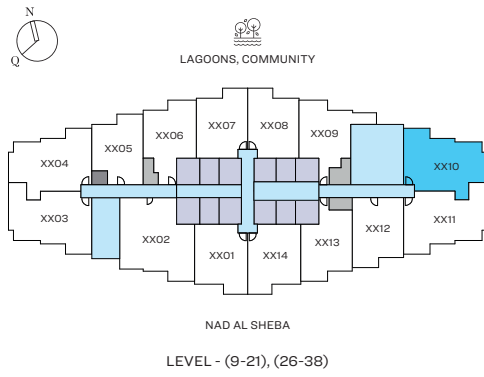 N
Q
LAGOONS, COMMUNITY
XX07
XX08
XX06
XX09
XX05
XX04
XX10
XX03
XX11
XX02
XX12
XX01
XX14
XX13
NAD AL SHEBA
LEVEL - (9-21), (26-38)